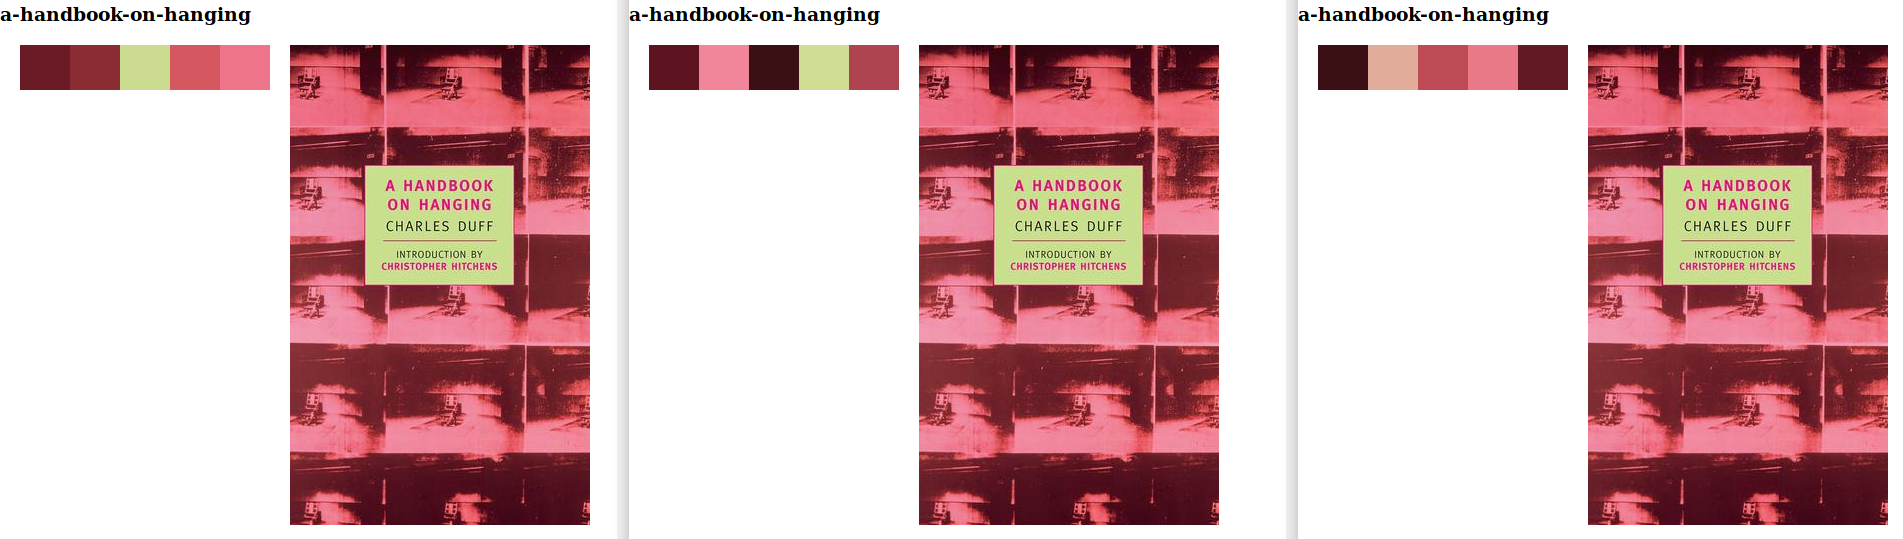 a-handbook-on-hanging
A HANDBOOK
ON HANGING
CHARLES DUFF
INTRODUCTION BY
CHRISTOPHER HITCHENS
a-handbook-on-hanging
A HANDBOOK
ON HANGING
CHARLES DUFF
INTRODUCTION BY
CHRISTOPHER HITCHENS
a-handbook-on-hanging
A HANDBOOK
ON HANGING
CHARLES DUFF
INTRODUCTION BY
CHRISTOPHER HITCHENS